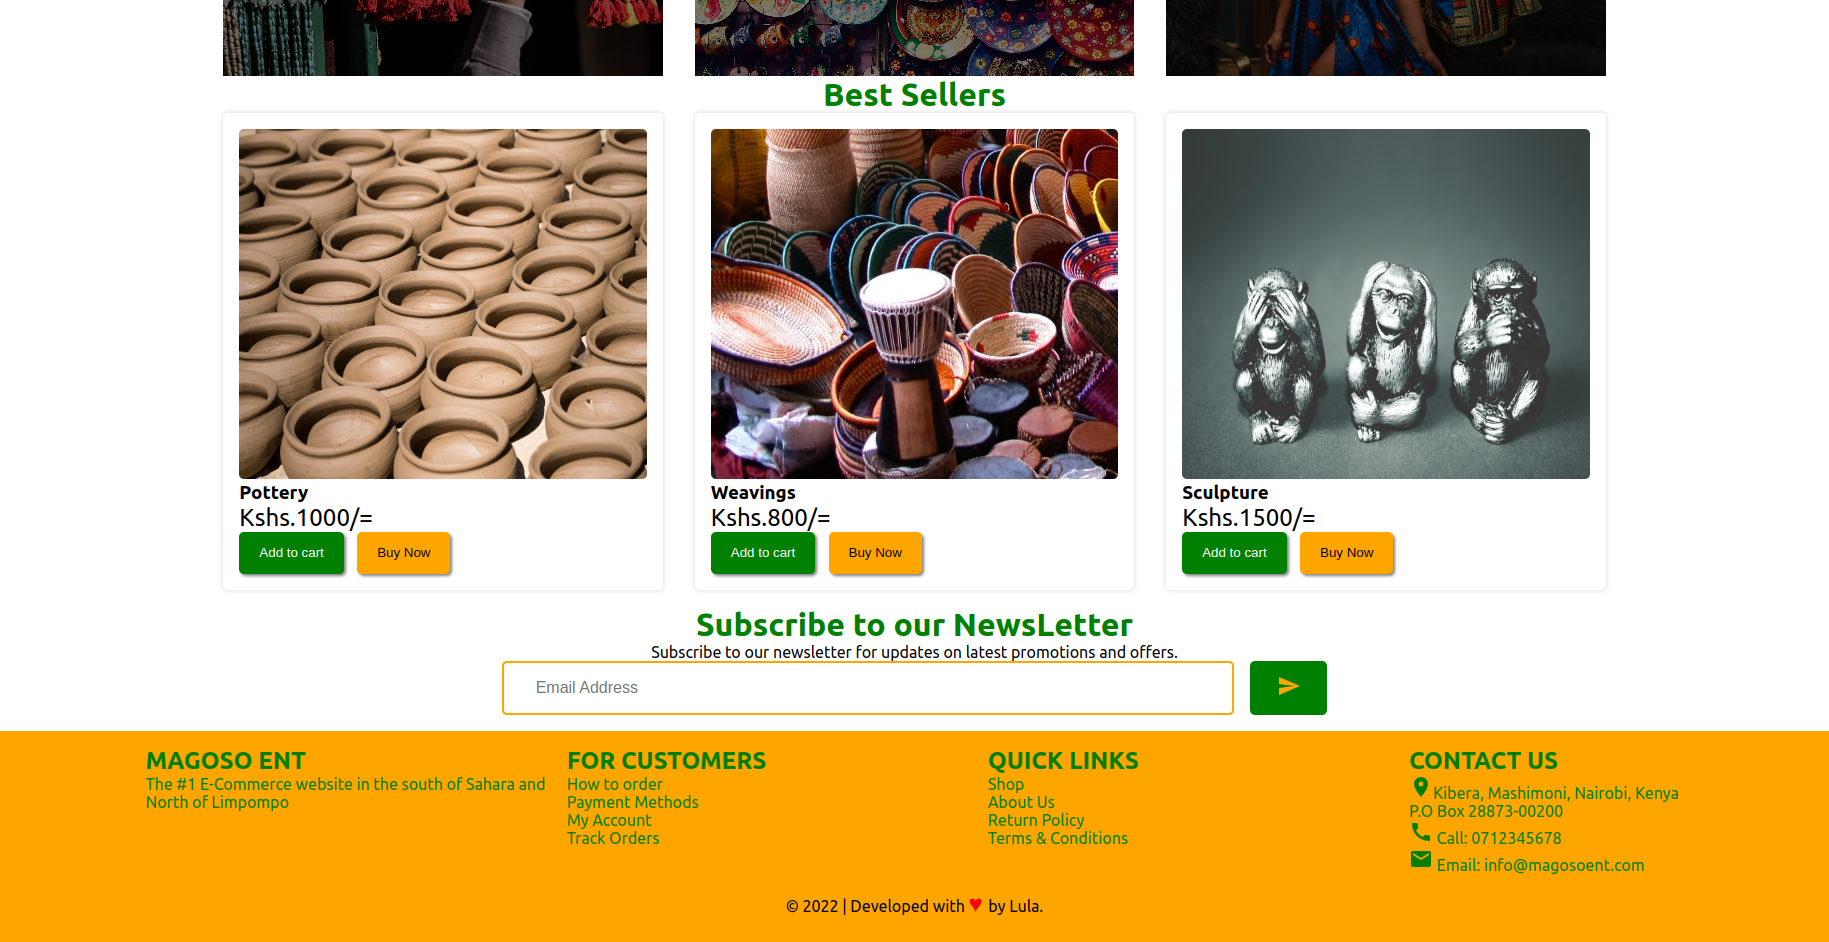 Best Sellers
Pottery
Kshs.1000/=
Add to cart
Buy Now
Weavings
Kshs.800/=
Add to cart
Buy Now
Sculpture
Kshs.1500/=
Add to cart
Buy Now
Subscribe to our NewsLetter
Subscribe to our newsletter for updates on latest promotions and offers.
Email Address
MAGOSO ENT
The #1 E-Commerce website in the south of Sahara and
North of Limpompo
FOR CUSTOMERS
How to order
Payment Methods
My Account
Track Orders
QUICK LINKS
Shop
About Us
Return Policy
Terms & Conditions
CONTACT US
Kibera, Mashimoni, Nairobi, Kenya
P.O Box 28873-00200
Call: 0712345678
Email: info@magosoent.com
© 2022 | Developed with ♥ by Lula.